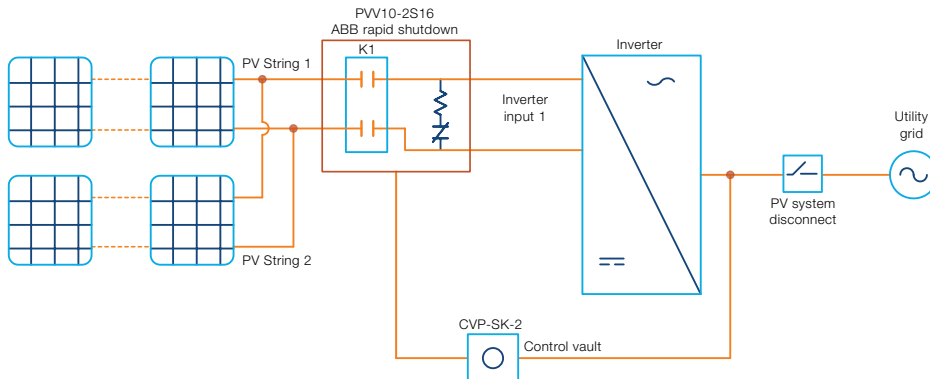 PVV10-2S16
ABB rapid shutdown
K1
PV String 1
Inverter
Inverter
input 1
Utility
grid
PV system
disconnect
PV String 2
CVP-SK-2
Control vault